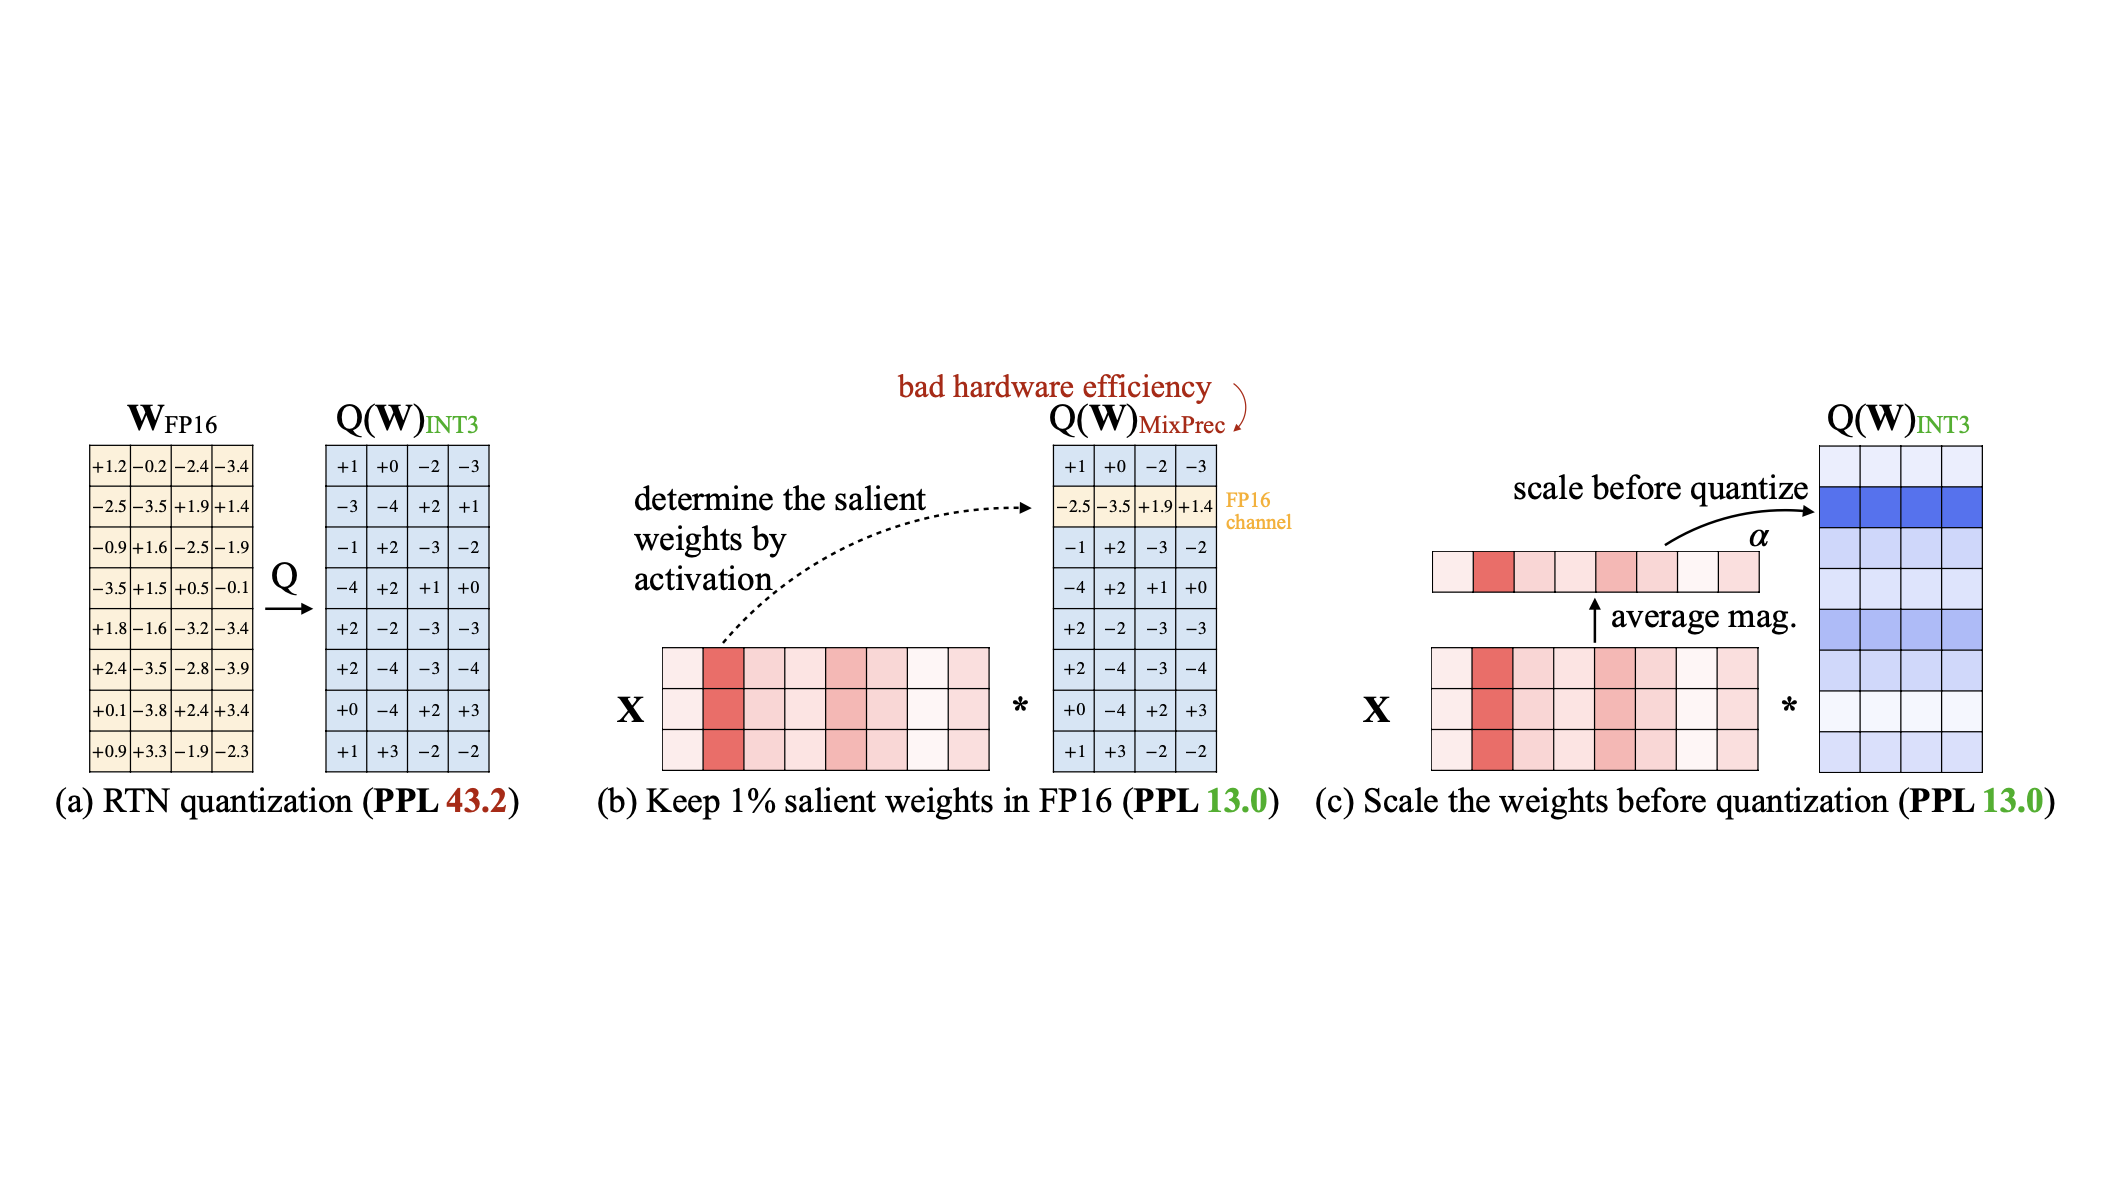 W_FP16
+1.2 −0.2 −2.4 −3.4
−2.5 −3.5 +1.9 +1.4
−0.9 +1.6 −2.5 −1.9
−3.5 +1.5 +0.5 −0.1
+1.8 −1.6 −3.2 −3.4
+2.4 −3.5 −2.8 −3.9
+0.1 −3.8 +2.4 +3.4
+0.9 +3.3 −1.9 −2.3
Q
Q(W)_INT3
+1 +0 −2 −3
−3 −4 +2 +1
−1 +2 −3 −2
−4 +2 +1 +0
+2 −2 −3 −3
+2 −4 −3 −4
+0 −4 +2 +3
+1 +3 −2 −2
(a) RTN quantization (PPL 43.2)
bad hardware efficiency
Q(W)_MixPrec
determine the salient
weights by
activation
X
*
+1 +0 −2 −3
−2.5 −3.5 +1.9 +1.4
−1 +2 −3 −2
−4 +2 +1 +0
+2 −2 −3 −3
+2 −4 −3 −4
+0 −4 +2 +3
+1 +3 −2 −2
FP16
channel
(b) Keep 1% salient weights in FP16 (PPL 13.0)
Q(W)_INT3
scale before quantize
α
average mag.
X
*
(c) Scale the weights before quantization (PPL 13.0)